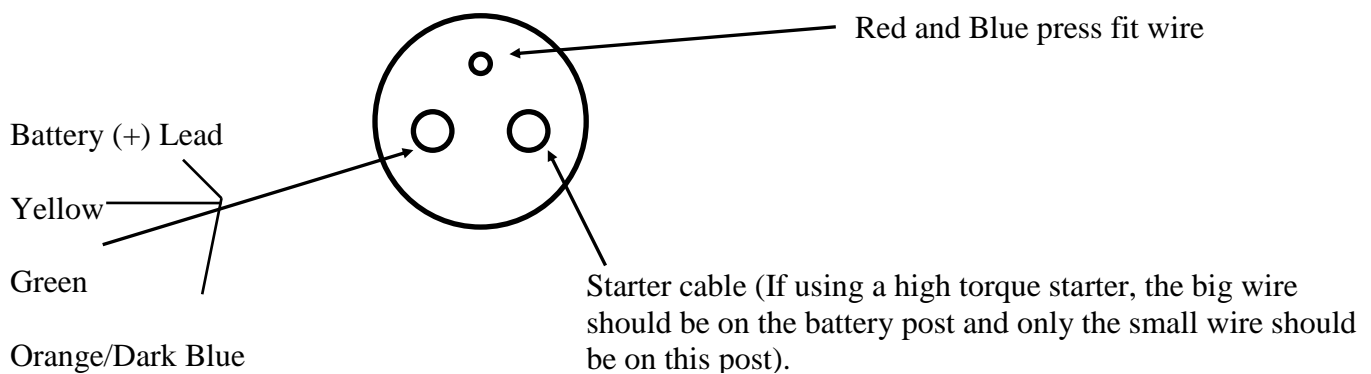 Red and Blue press fit wire
Battery (+) Lead
Yellow
Green
Orange/Dark Blue
Starter cable (If using a high torque starter, the big wire
should be on the battery post and only the small wire should
be on this post).